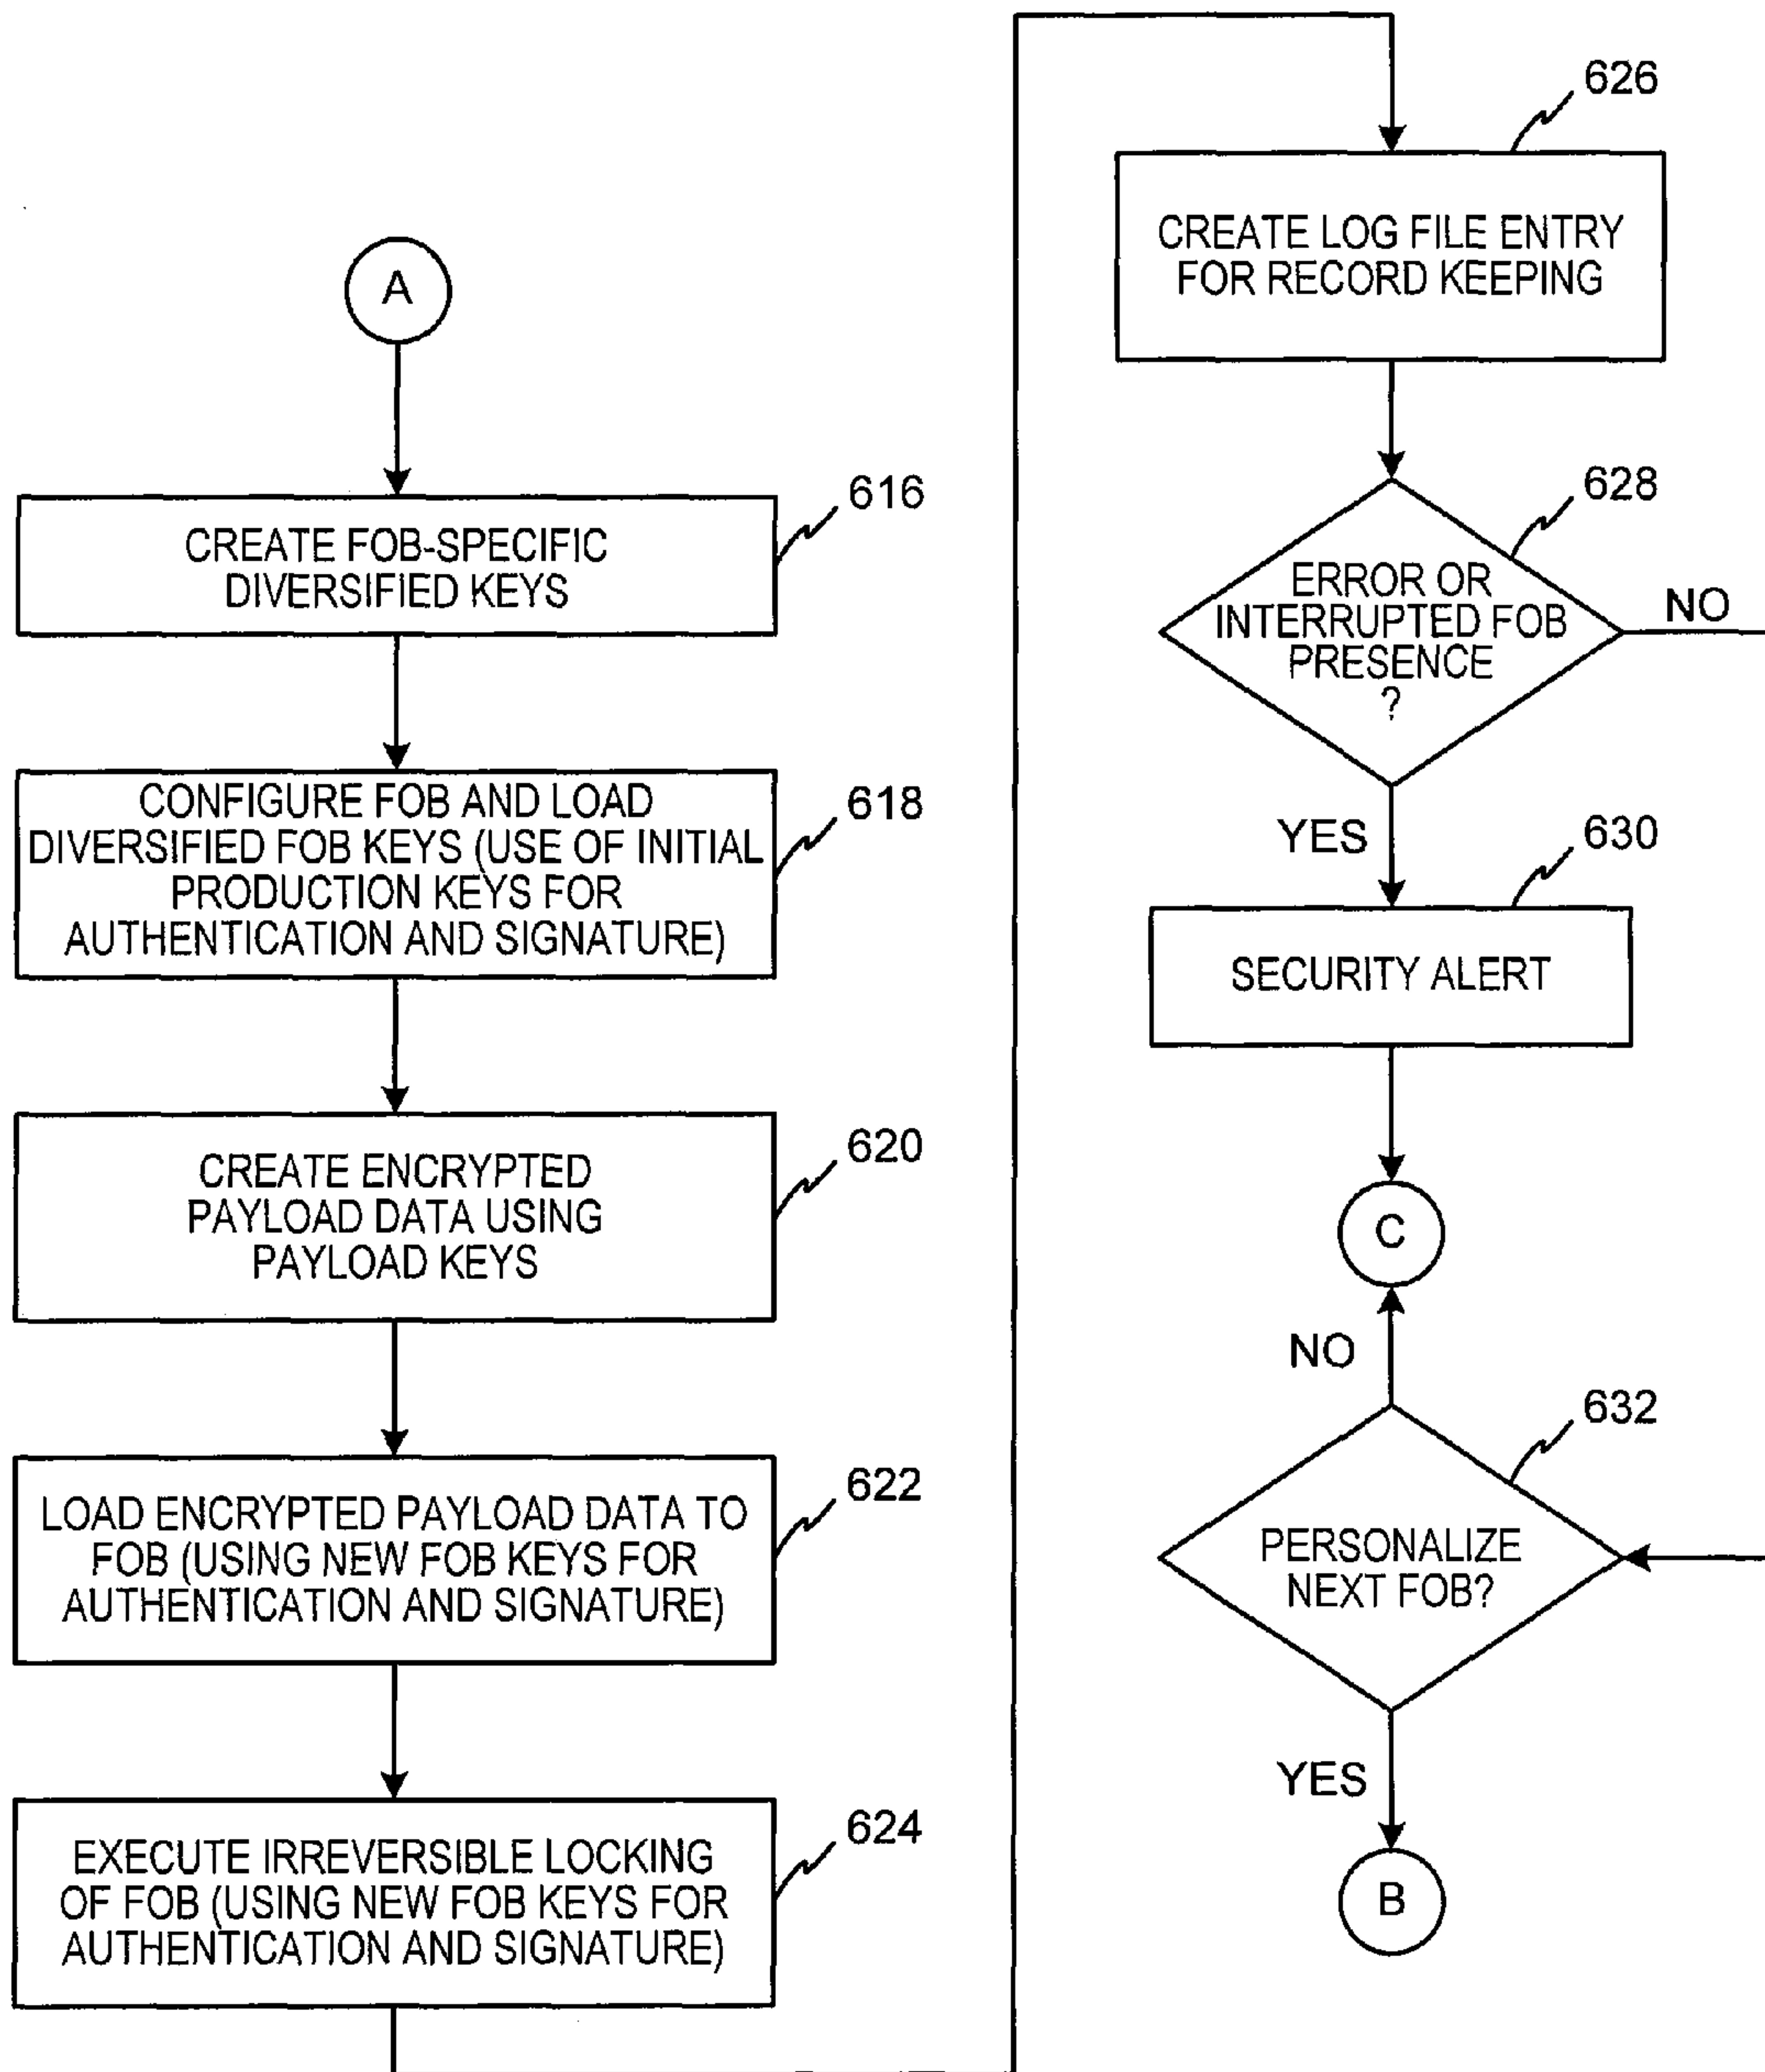 A
616
CREATE FOB-SPECIFIC
DIVERSIFIED KEYS
618
CONFIGURE FOB AND LOAD
DIVERSIFIED FOB KEYS (USE OF INITIAL
PRODUCTION KEYS FOR
AUTHENTICATION AND SIGNATURE)
620
CREATE ENCRYPTED
PAYLOAD DATA USING
PAYLOAD KEYS
622
LOAD ENCRYPTED PAYLOAD DATA TO
FOB (USING NEW FOB KEYS FOR
AUTHENTICATION AND SIGNATURE)
624
EXECUTE IRREVERSIBLE LOCKING
OF FOB (USING NEW FOB KEYS FOR
AUTHENTICATION AND SIGNATURE)
626
CREATE LOG FILE ENTRY
FOR RECORD KEEPING
628
ERROR OR
INTERRUPTED FOB
PRESENCE
?
NO
YES
630
SECURITY ALERT
C
NO
632
PERSONALIZE
NEXT FOB?
YES
B